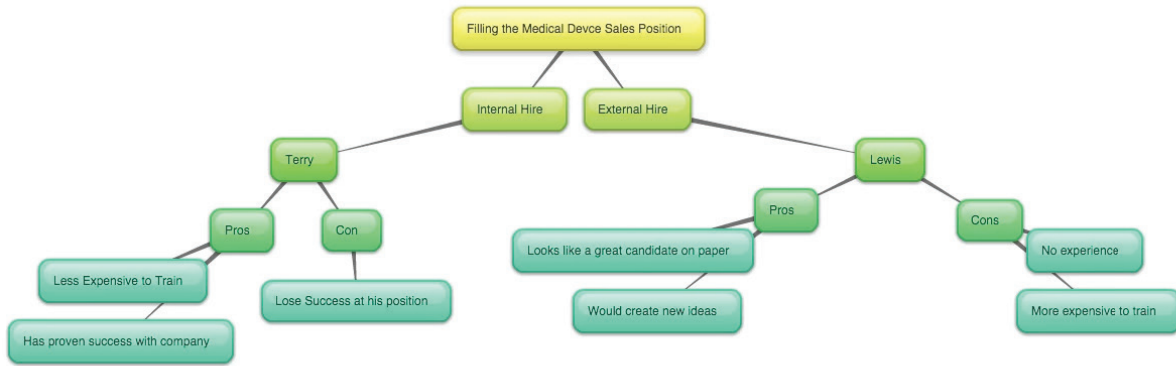 Filling the Medical Devce Sales Position
Internal Hire
External Hire
Terry
Lewis
Pros
Con
Pros
Cons
Less Expensive to Train
Lose Success at his position
Has proven success with company
Looks like a great candidate on paper
No experience
Would create new ideas
More expensive to train